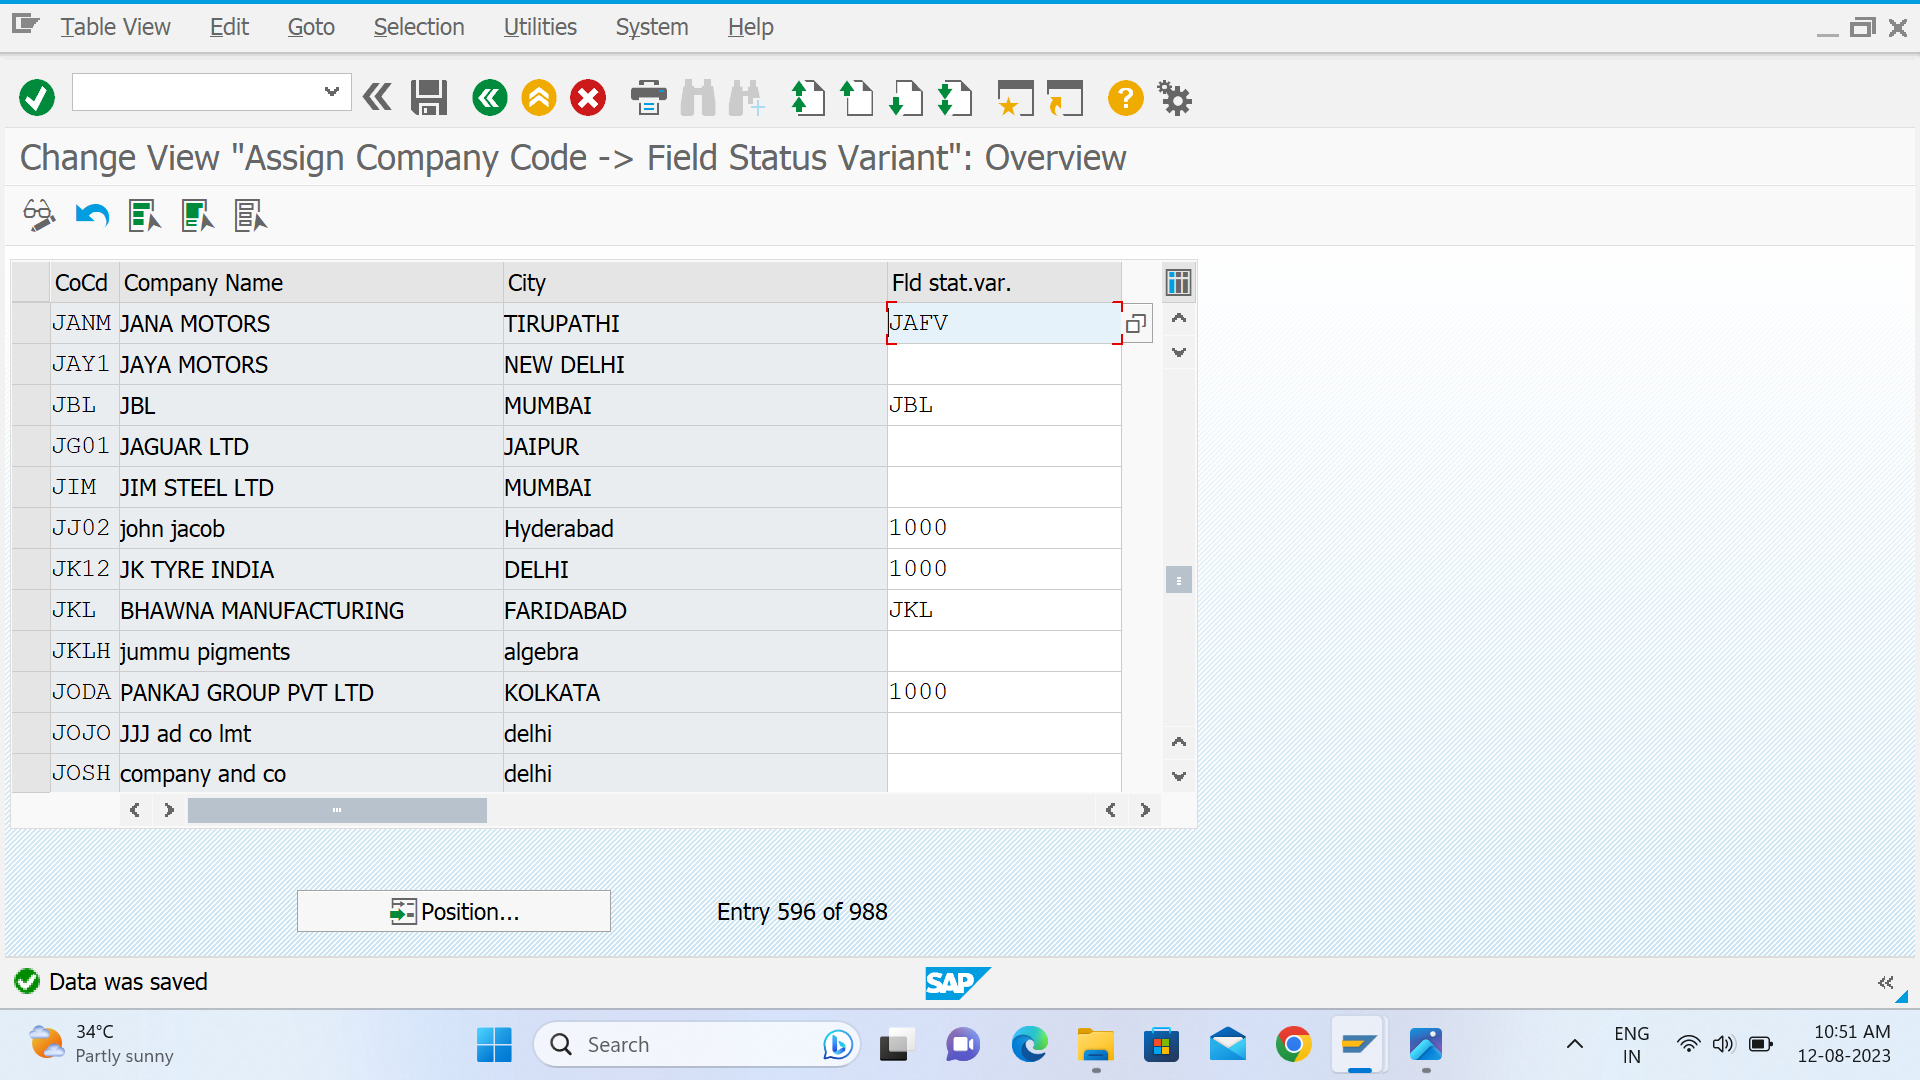 Table View Edit Goto Selection Utilities System Help
Change View "Assign Company Code -> Field Status Variant": Overview
CoCd Company Name City Fld stat.var.
JANM JANA MOTORS TIRUPATHI JAFV
JAY1 JAYA MOTORS NEW DELHI
JBL JBL MUMBAI JBL
JG01 JAGUAR LTD JAIPUR
JIM JIM STEEL LTD MUMBAI
JJ02 john jacob Hyderabad 1000
JK12 JK TYRE INDIA DELHI 1000
JKL BHAWNA MANUFACTURING FARIDABAD JKL
JKLH jummu pigments algebra
JODA PANKAJ GROUP PVT LTD KOLKATA 1000
JOJO JJJ ad co lmt delhi
JOSH company and co delhi
Position... Entry 596 of 988
Data was saved SAP
34°C
Partly sunny
Search
ENG
IN
10:51 AM
12-08-2023